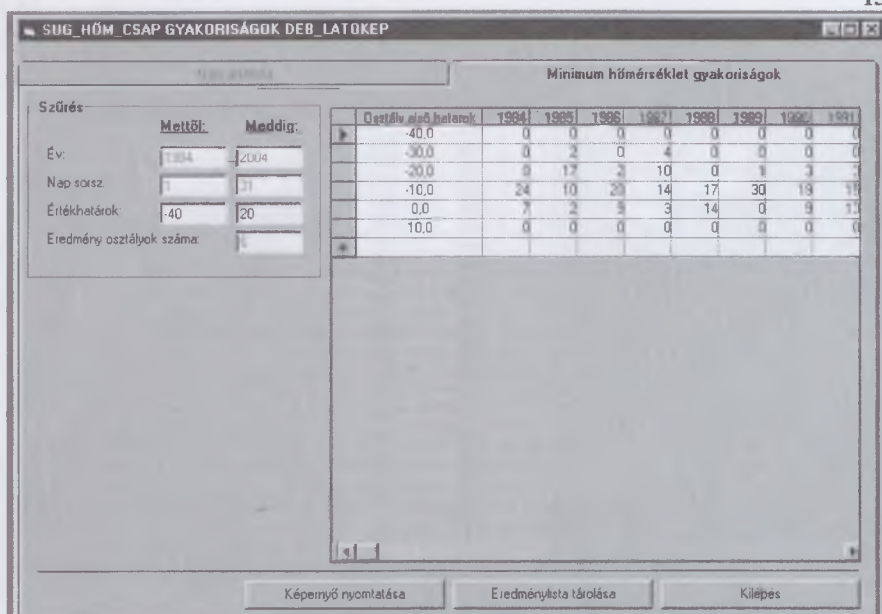 SUG_HŐM_CSAP GYAKORISÁGOK DEB_LATOKEP
Minimum hőmérséklet gyakoriságok
Szűrés
Mettől: Meddig:
Év: 1984 2004
Nap sorsz. 1 31
Értékhatárok: -40 20
Eredmény osztályok száma: 6
Osztály alsó határok 1984 1985 1986 1987 1988 1989 1990 1991
-40,0 0 0 0 0 0 0 0 0
-30,0 0 2 0 4 0 0 0 0
-20,0 0 17 2 10 0 1 3 3
-10,0 24 10 20 14 17 30 19
0,0 7 2 9 3 14 0 9
10,0 0 0 0 0 0 0 0 0
Képernyő nyomtatása Eredménylista tárolása Kilépés